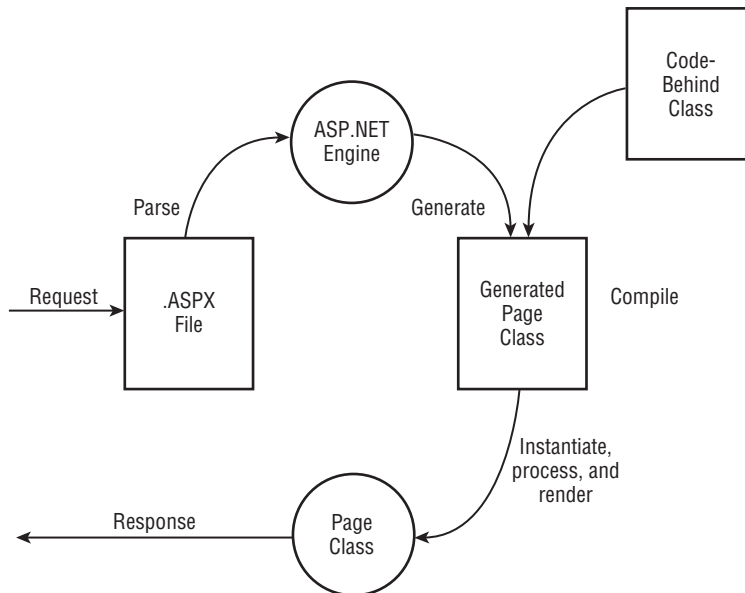 Code-
Behind
Class
ASP.NET
Engine
Parse
Generate
Request
.ASPX
File
Generated
Page
Class
Compile
Instantiate,
process, and
render
Response
Page
Class